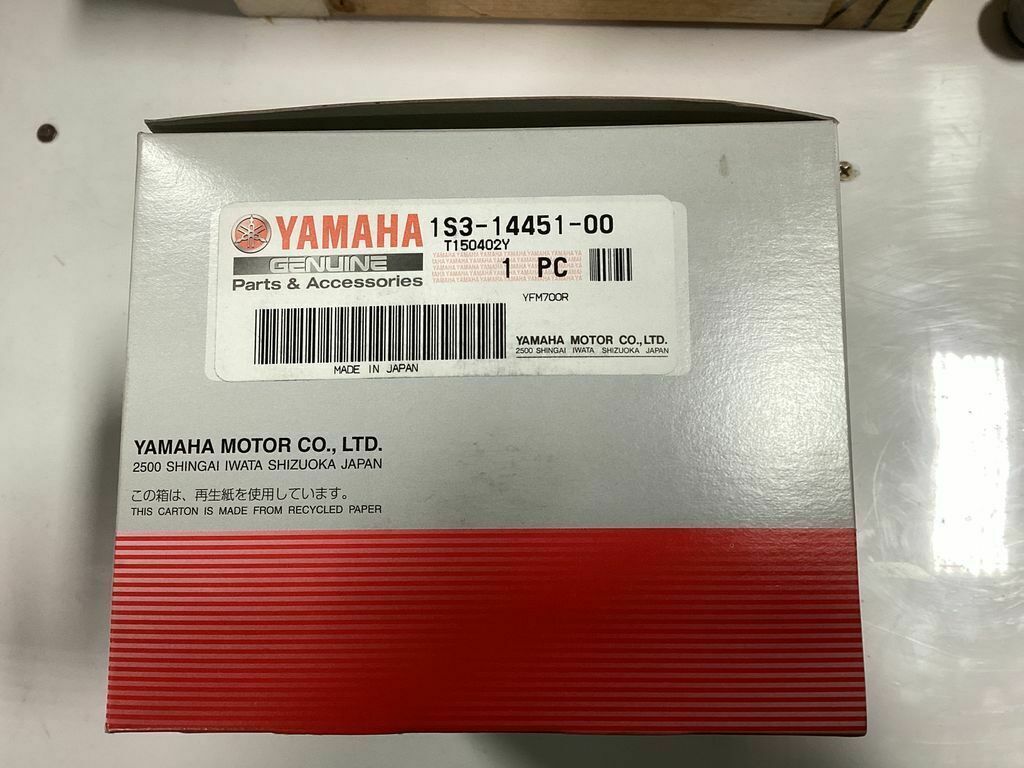 YAMAHA 1S3-14451-00
T150402Y
GENUINE
Parts & Accessories
1 PC
YFM700R
YAMAHA MOTOR CO.,LTD.
2500 SHINGAI IWATA SHIZUOKA JAPAN
MADE IN JAPAN
YAMAHA MOTOR CO., LTD.
2500 SHINGAI IWATA SHIZUOKA JAPAN
この箱は、再生紙を使用しています。
THIS CARTON IS MADE FROM RECYCLED PAPER